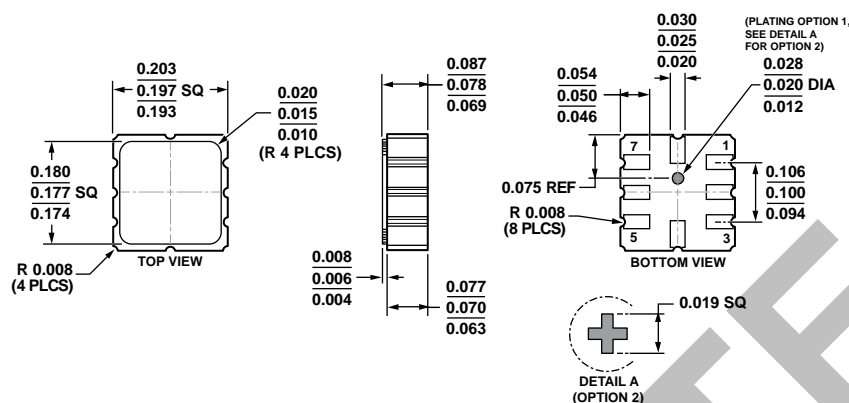 0.203
0.197 SQ
0.193
0.020
0.015
0.010
(R 4 PLCS)
0.180
0.177 SQ
0.174
R 0.008
(4 PLCS)
TOP VIEW
0.087
0.078
0.069
0.008
0.006
0.004
0.077
0.070
0.063
0.030
0.025
0.020
(PLATING OPTION 1,
SEE DETAIL A
FOR OPTION 2)
0.054
0.050
0.046
0.028
0.020 DIA
0.012
7
1
0.075 REF
0.106
0.100
0.094
R 0.008
(8 PLCS)
5
3
BOTTOM VIEW
0.019 SQ
DETAIL A
(OPTION 2)